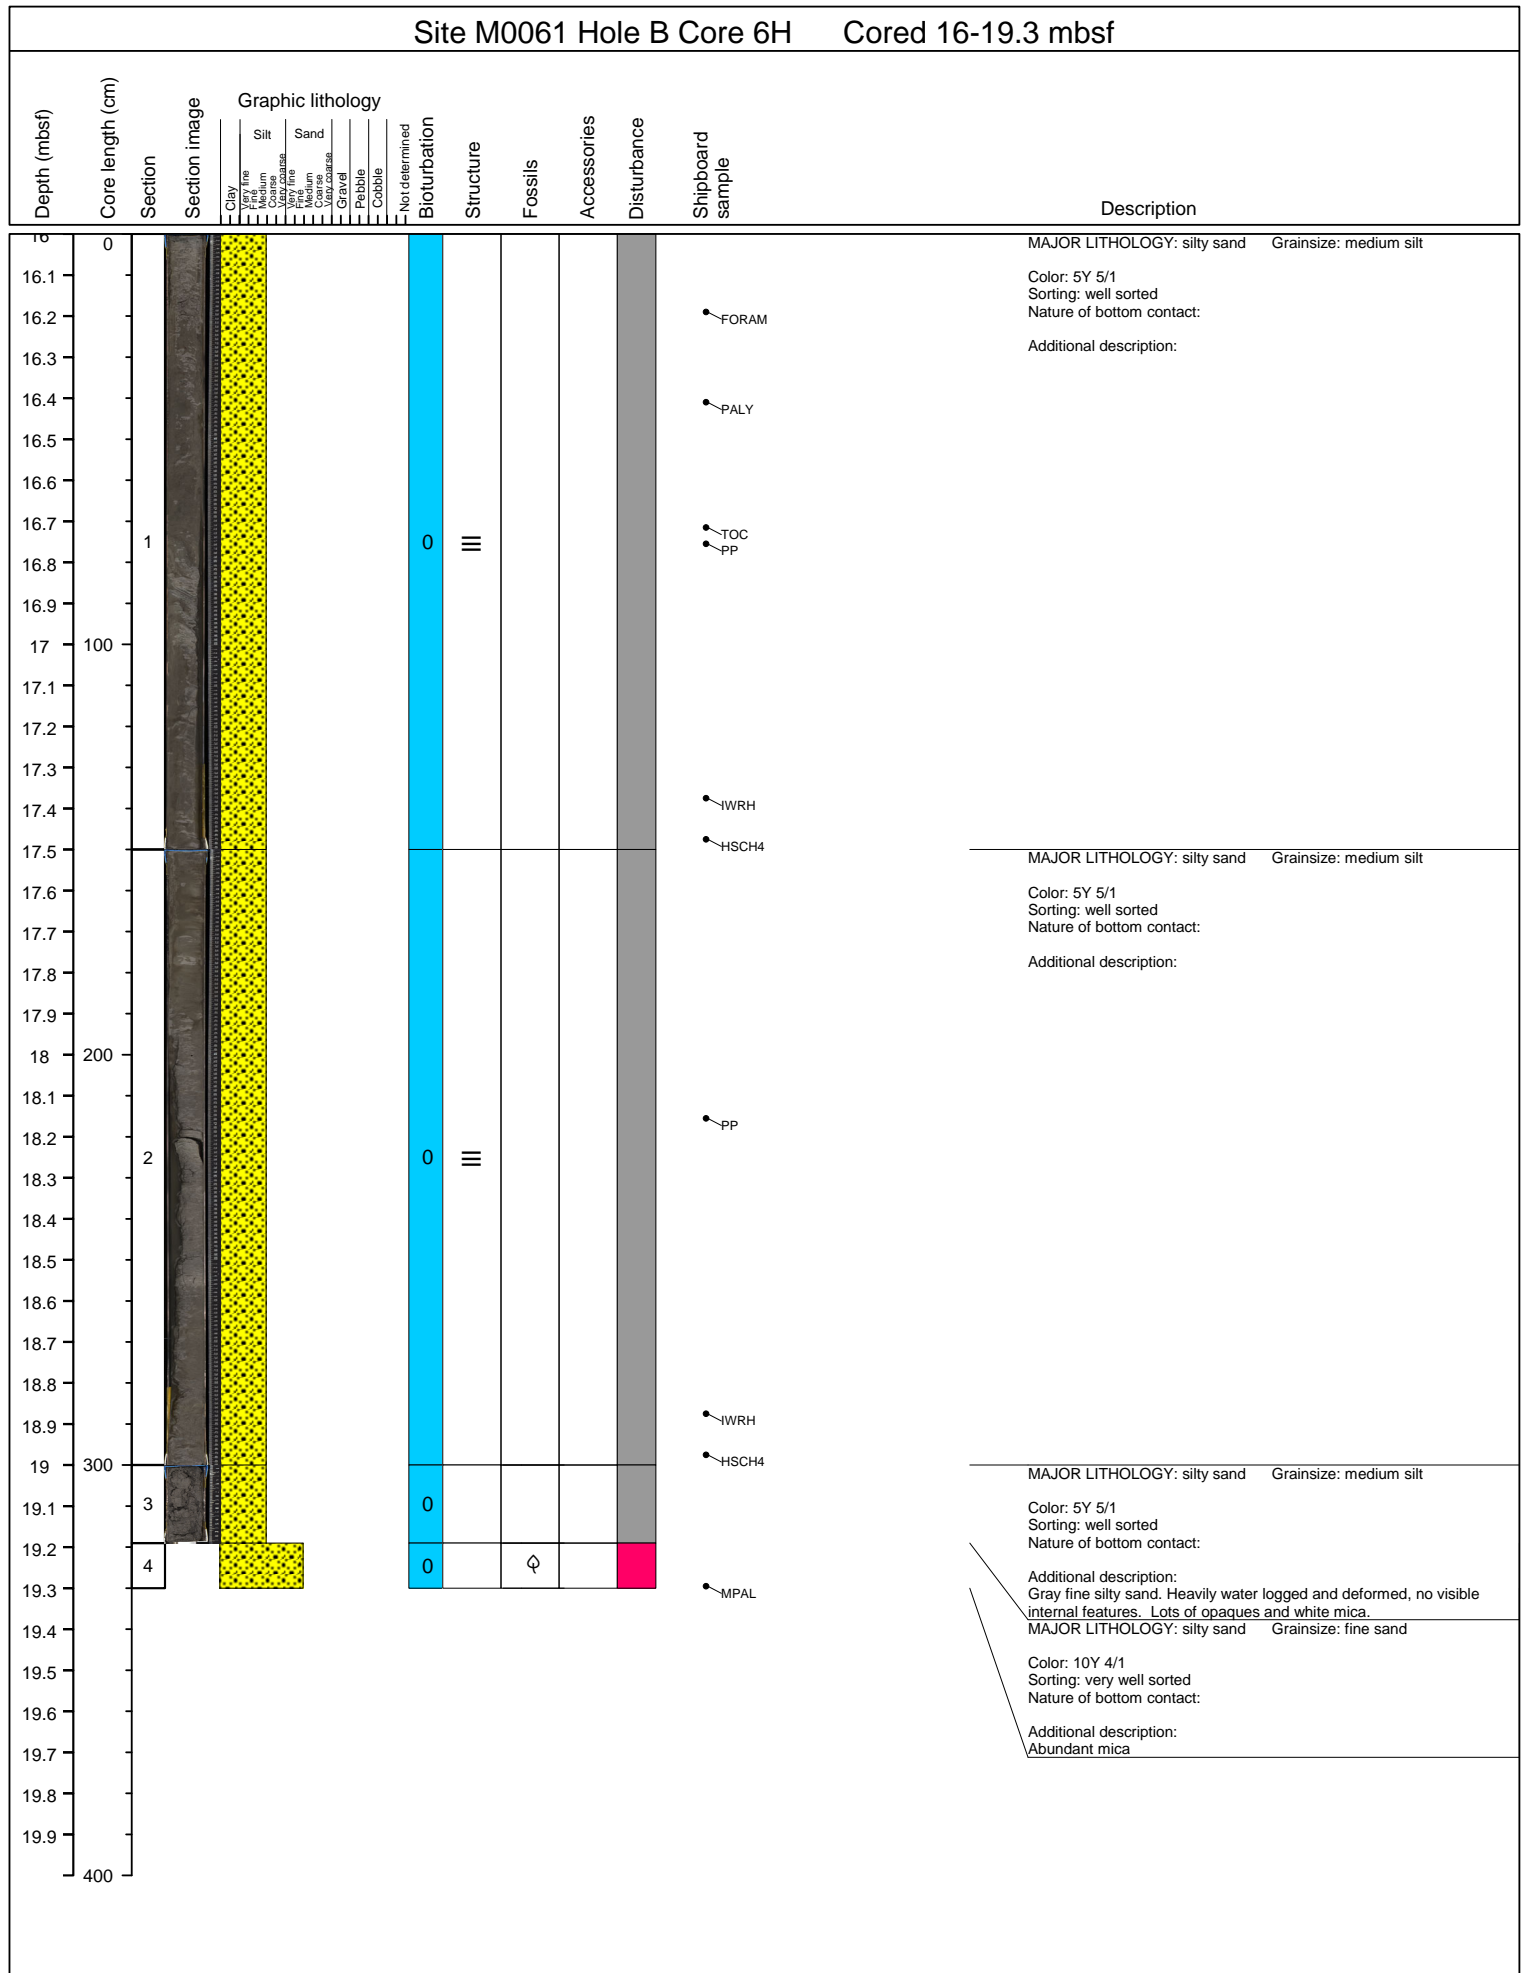 Site M0061 Hole B Core 6H Cored 16-19.3 mbsf
Depth (mbsf)
Core length (cm)
Section
Section image
Graphic lithology
Clay
Silt
Very fine
Fine
Medium
Coarse
Very coarse
Sand
Very fine
Fine
Medium
Coarse
Very coarse
Gravel
Pebble
Cobble
Not determined
Bioturbation
Structure
Fossils
Accessories
Disturbance
Shipboard
sample
Description
16
0
MAJOR LITHOLOGY: silty sand Grainsize: medium silt
16.1
Color: 5Y 5/1
Sorting: well sorted
16.2
Nature of bottom contact:
FORAM
16.3
Additional description:
16.4
PALY
16.5
16.6
16.7
TOC
1
0
PP
16.8
16.9
17
100
17.1
17.2
17.3
17.4
IWRH
17.5
HSCH4
MAJOR LITHOLOGY: silty sand Grainsize: medium silt
17.6
Color: 5Y 5/1
Sorting: well sorted
17.7
Nature of bottom contact:
17.8
Additional description:
17.9
18
200
18.1
PP
18.2
2
0
18.3
18.4
18.5
18.6
18.7
18.8
18.9
IWRH
19
300
HSCH4
MAJOR LITHOLOGY: silty sand Grainsize: medium silt
19.1
3
0
Color: 5Y 5/1
Sorting: well sorted
19.2
Nature of bottom contact:
4
0
Additional description:
19.3
MPAL
Gray fine silty sand. Heavily water logged and deformed, no visible
internal features. Lots of opaques and white mica.
19.4
MAJOR LITHOLOGY: silty sand Grainsize: fine sand
19.5
Color: 10Y 4/1
Sorting: very well sorted
19.6
Nature of bottom contact:
19.7
Additional description:
Abundant mica
19.8
19.9
400